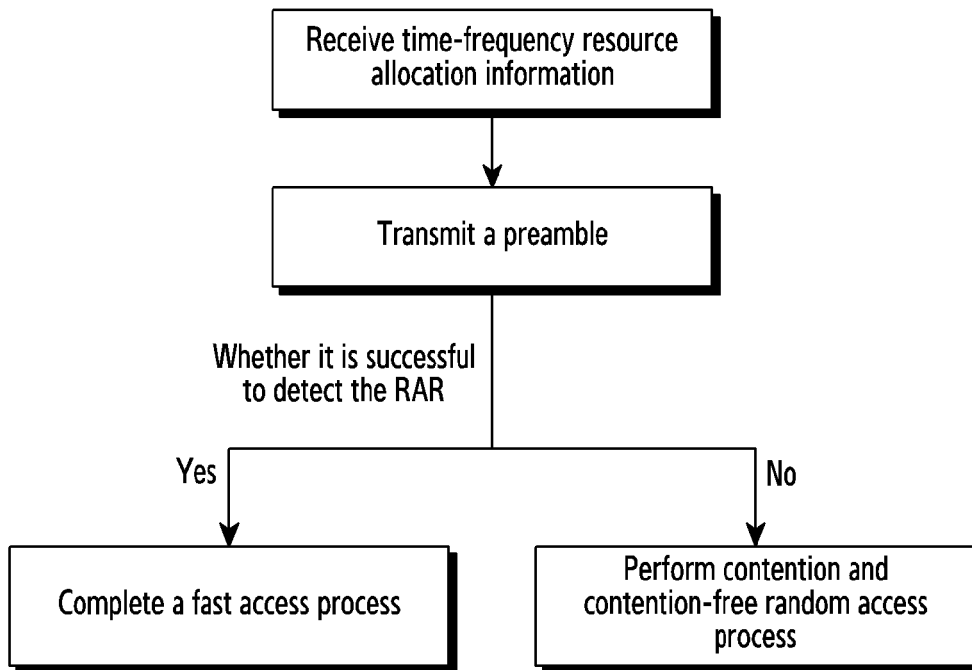 Receive time-frequency resource
allocation information
Transmit a preamble
Whether it is successful
to detect the RAR
Yes
No
Complete a fast access process
Perform contention and
contention-free random access
process